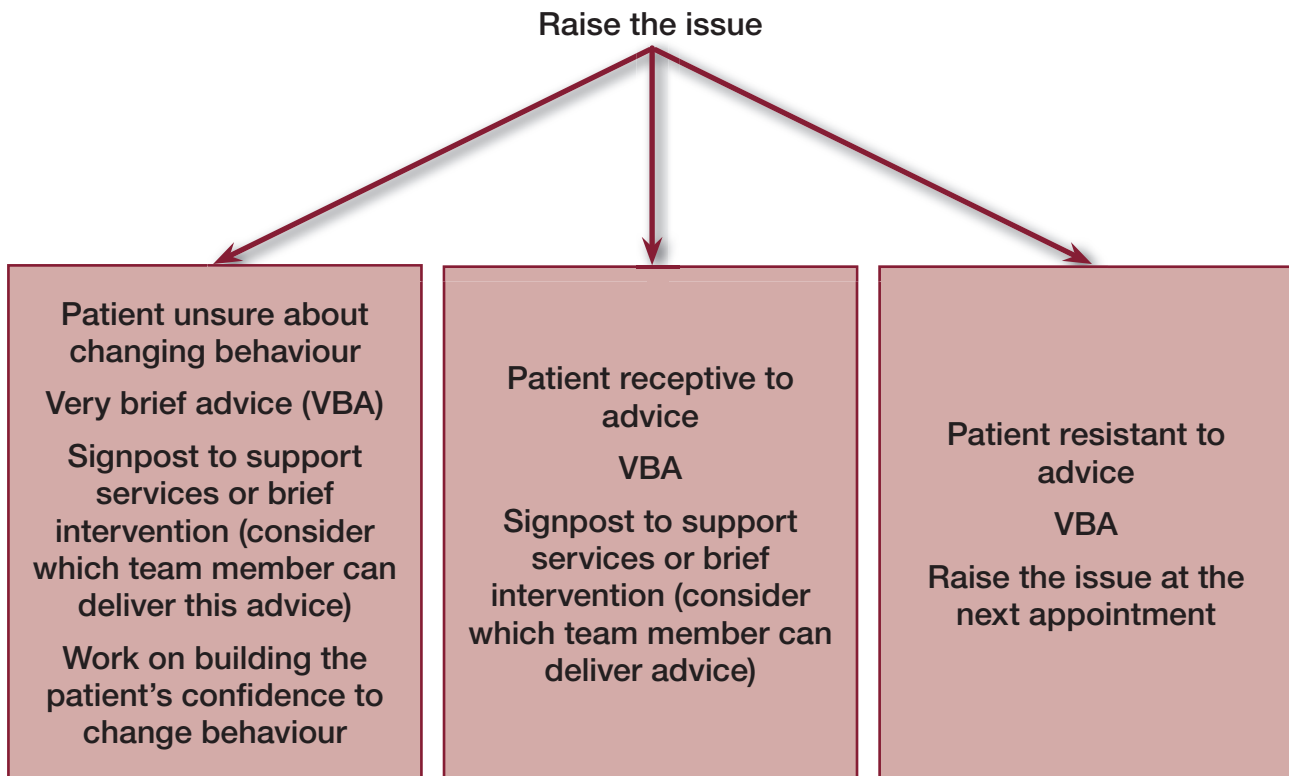 Raise the issue
Patient unsure about
changing behaviour
Very brief advice (VBA)
Signpost to support
services or brief
intervention (consider
which team member can
deliver this advice)
Work on building the
patient’s confidence to
change behaviour
Patient receptive to
advice
VBA
Signpost to support
services or brief
intervention (consider
which team member can
deliver advice)
Patient resistant to
advice
VBA
Raise the issue at the
next appointment